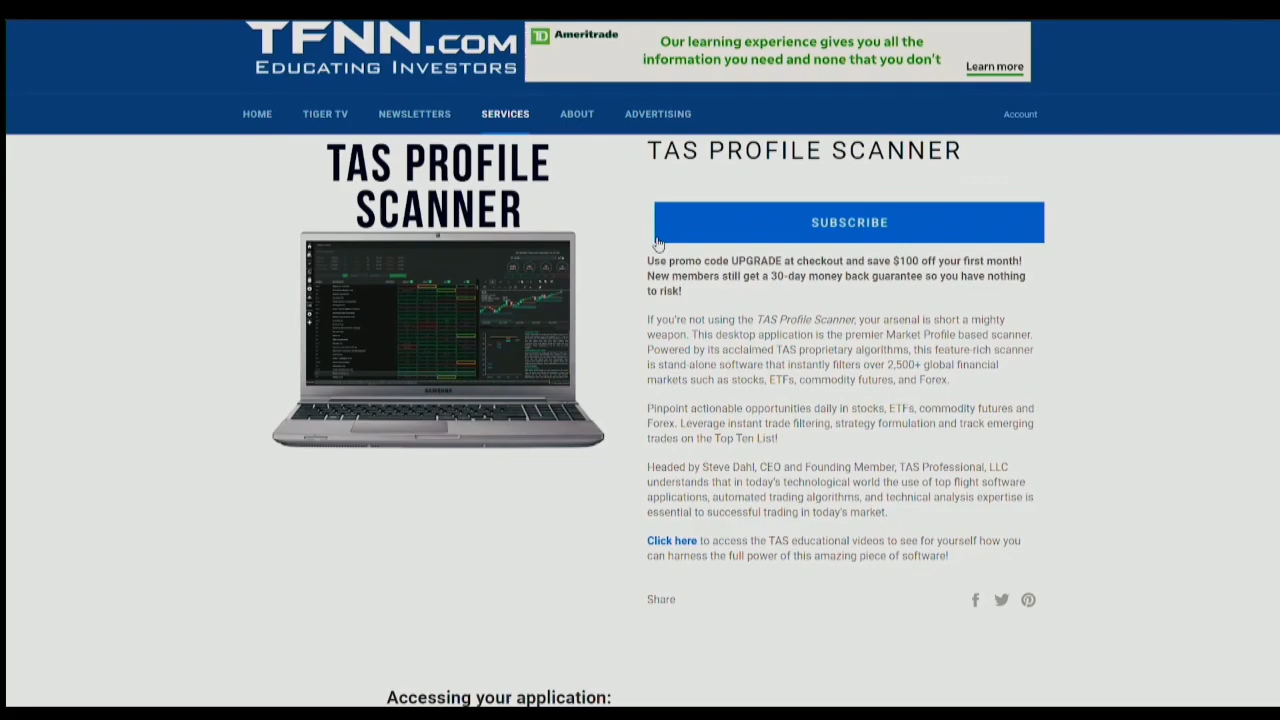 TFNN.COM
EDUCATING INVESTORS
Ameritrade
Our learning experience gives you all the
information you need and none that you don't
Learn more
HOME TIGER TV NEWSLETTERS SERVICES ABOUT ADVERTISING Account
TAS PROFILE
SCANNER
SAMSUNG
TAS PROFILE SCANNER
SUBSCRIBE
Use promo code UPGRADE at checkout and save $100 off your first month!
New members still get a 30-day money back guarantee so you have nothing
to risk!
If you're not using the TAS Profile Scanner, your arsenal is short a mighty
weapon. This desktop application is the premier Market Profile based scanner.
Powered by its acclaimed TAS proprietary algorithms, this feature-rich scanner
is stand-alone software that instantly filters over 2,500+ global financial
markets such as stocks, ETFs, commodity futures, and Forex.
Pinpoint actionable opportunities daily in stocks, ETFs, commodity futures and
Forex. Leverage instant trade filtering, strategy formulation and track emerging
trades on the Top Ten List!
Headed by Steve Dahl, CEO and Founding Member, TAS Professional, LLC
understands that in today's technological world the use of top flight software
applications, automated trading algorithms, and technical analysis expertise is
essential to successful trading in today's market.
Click here to access the TAS educational videos to see for yourself how you
can harness the full power of this amazing piece of software!
Share
Accessing your application: